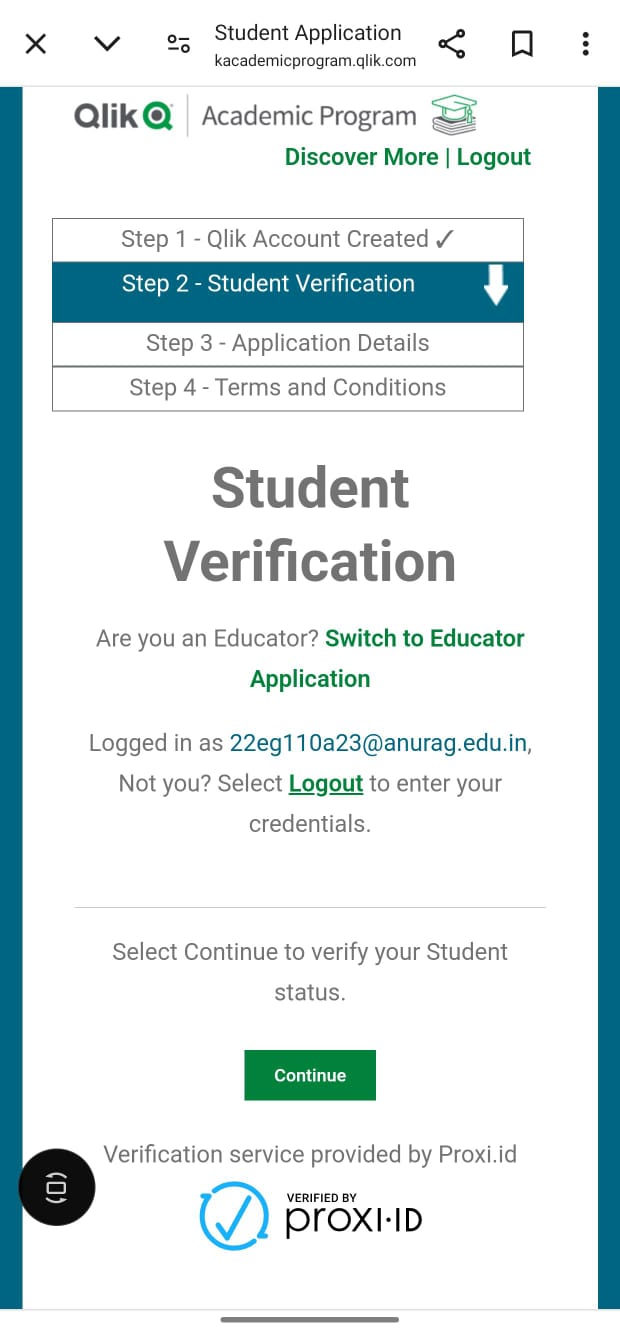 Student Application
kacademicprogram.qlik.com
Qlik Academic Program
Discover More | Logout
Step 1 - Qlik Account Created ✓
Step 2 - Student Verification
Step 3 - Application Details
Step 4 - Terms and Conditions
Student
Verification
Are you an Educator? Switch to Educator
Application
Logged in as 22eg110a23@anurag.edu.in,
Not you? Select Logout to enter your
credentials.
Select Continue to verify your Student
status.
Continue
Verification service provided by Proxi.id
VERIFIED BY
proxi·ID